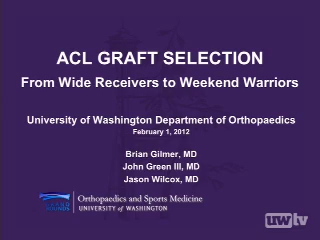 ACL GRAFT SELECTION
From Wide Receivers to Weekend Warriors
University of Washington Department of Orthopaedics
February 1, 2012
Brian Gilmer, MD
John Green III, MD
Jason Wilcox, MD
Orthopaedics and Sports Medicine
UNIVERSITY of WASHINGTON
uwtv